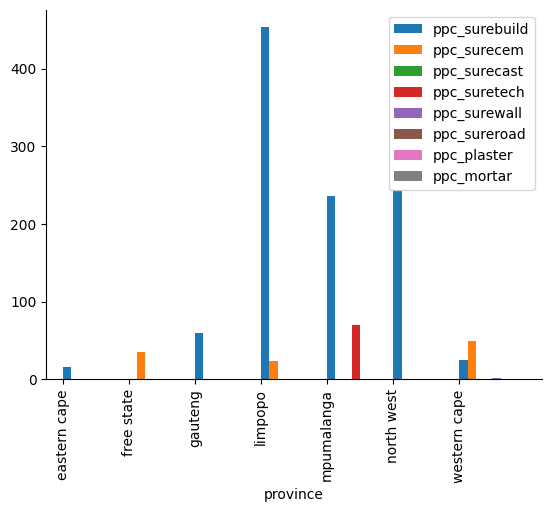 ppc_surebuild
ppc_surecem
ppc_surecast
ppc_suretech
ppc_surewall
ppc_sureroad
ppc_plaster
ppc_mortar
400
300
200
100
0
eastern cape
free state
gauteng
limpopo
mpumalanga
north west
western cape
province